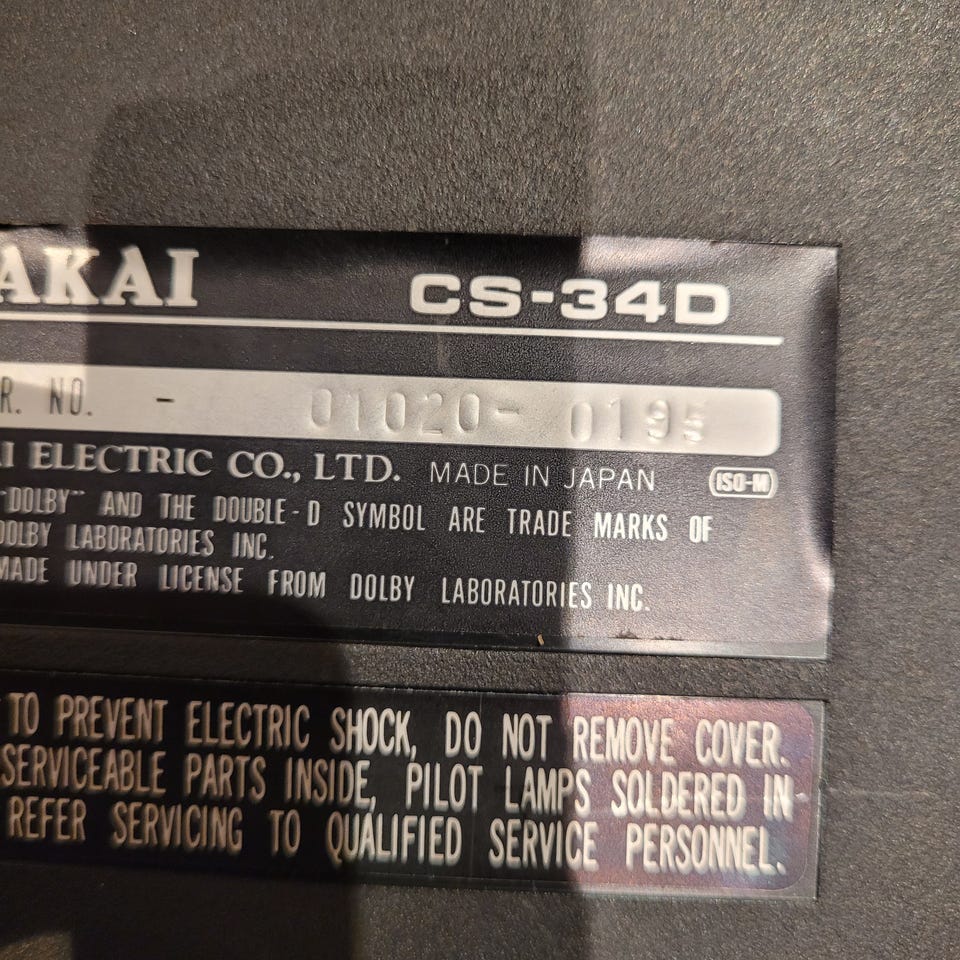 AKAI CS-34D
R. NO. - 01020- 0195
I ELECTRIC CO., LTD. MADE IN JAPAN ISO-M
"DOLBY" AND THE DOUBLE-D SYMBOL ARE TRADE MARKS OF
DOLBY LABORATORIES INC.
MADE UNDER LICENSE FROM DOLBY LABORATORIES INC.
TO PREVENT ELECTRIC SHOCK, DO NOT REMOVE COVER.
SERVICEABLE PARTS INSIDE, PILOT LAMPS SOLDERED IN
REFER SERVICING TO QUALIFIED SERVICE PERSONNEL.